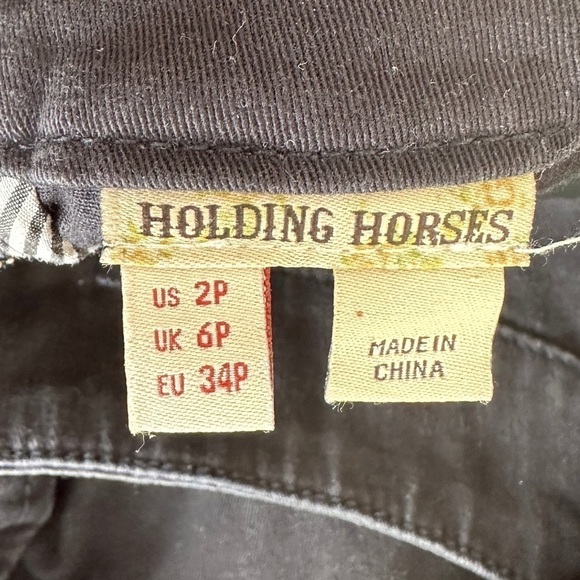 HOLDING HORSES
US 2P
UK 6P
EU 34P
MADE IN
CHINA